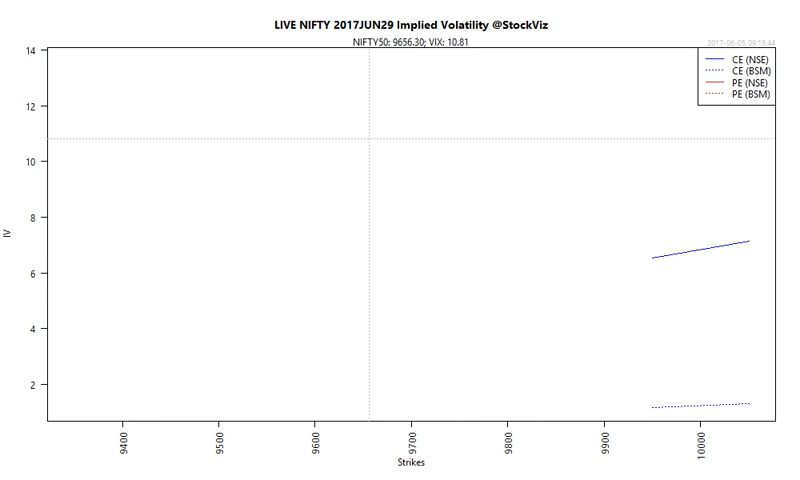 LIVE NIFTY 2017JUN29 Implied Volatility @StockViz
NIFTY50: 9656.30; VIX: 10.81
2017-06-05 09:16:44
CE (NSE)
CE (BSM)
PE (NSE)
PE (BSM)
14
12
10
8
6
4
2
IV
9400
9500
9600
9700
9800
9900
10000
Strikes